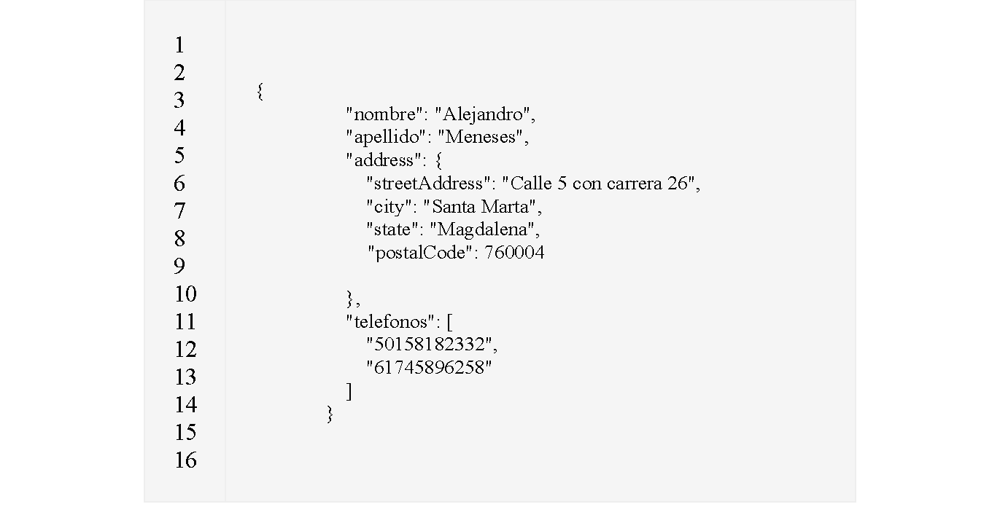 1
2
3
4
5
6
7
8
9
10
11
12
13
14
15
16
{
"nombre": "Alejandro",
"apellido": "Meneses",
"address": {
"streetAddress": "Calle 5 con carrera 26",
"city": "Santa Marta",
"state": "Magdalena",
"postalCode": 760004
},
"telefonos": [
"50158182332",
"61745896258"
]
}